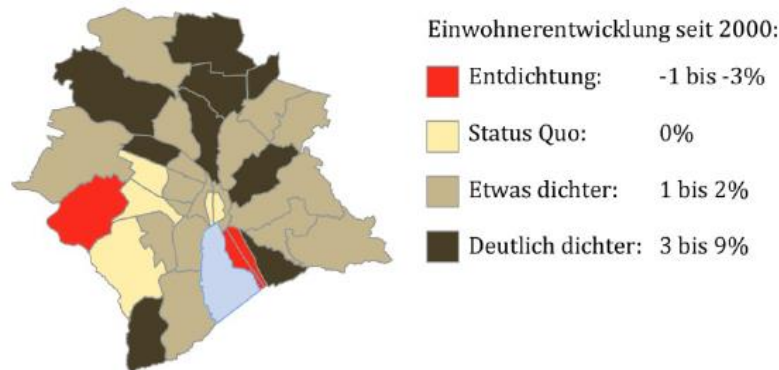 Einwohnerentwicklung seit 2000:
Entdichtung: -1 bis -3%
Status Quo: 0%
Etwas dichter: 1 bis 2%
Deutlich dichter: 3 bis 9%